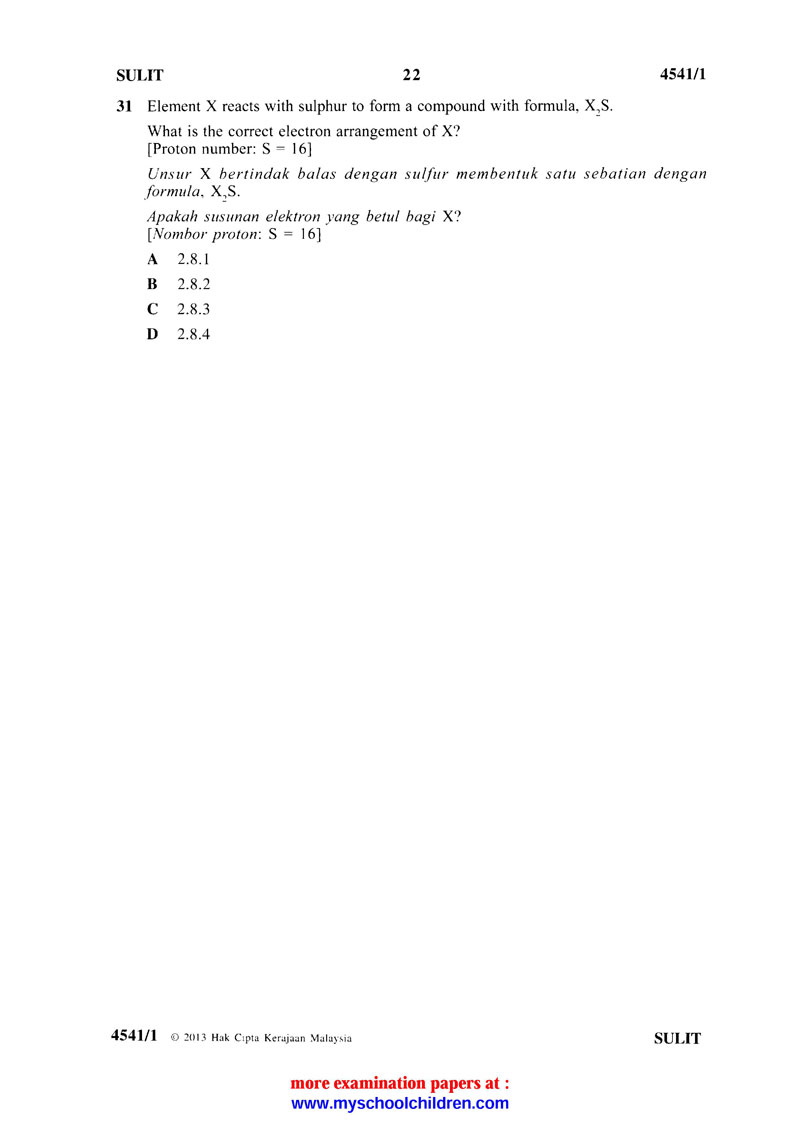 SULIT 22 4541/1
31 Element X reacts with sulphur to form a compound with formula, X₂S.
What is the correct electron arrangement of X?
[Proton number: S = 16]
Unsur X bertindak balas dengan sulfur membentuk satu sebatian dengan
formula, X₂S.
Apakah susunan elektron yang betul bagi X?
[Nombor proton: S = 16]
A 2.8.1
B 2.8.2
C 2.8.3
D 2.8.4
4541/1 © 2013 Hak Cipta Kerajaan Malaysia SULIT
more examination papers at :
www.myschoolchildren.com